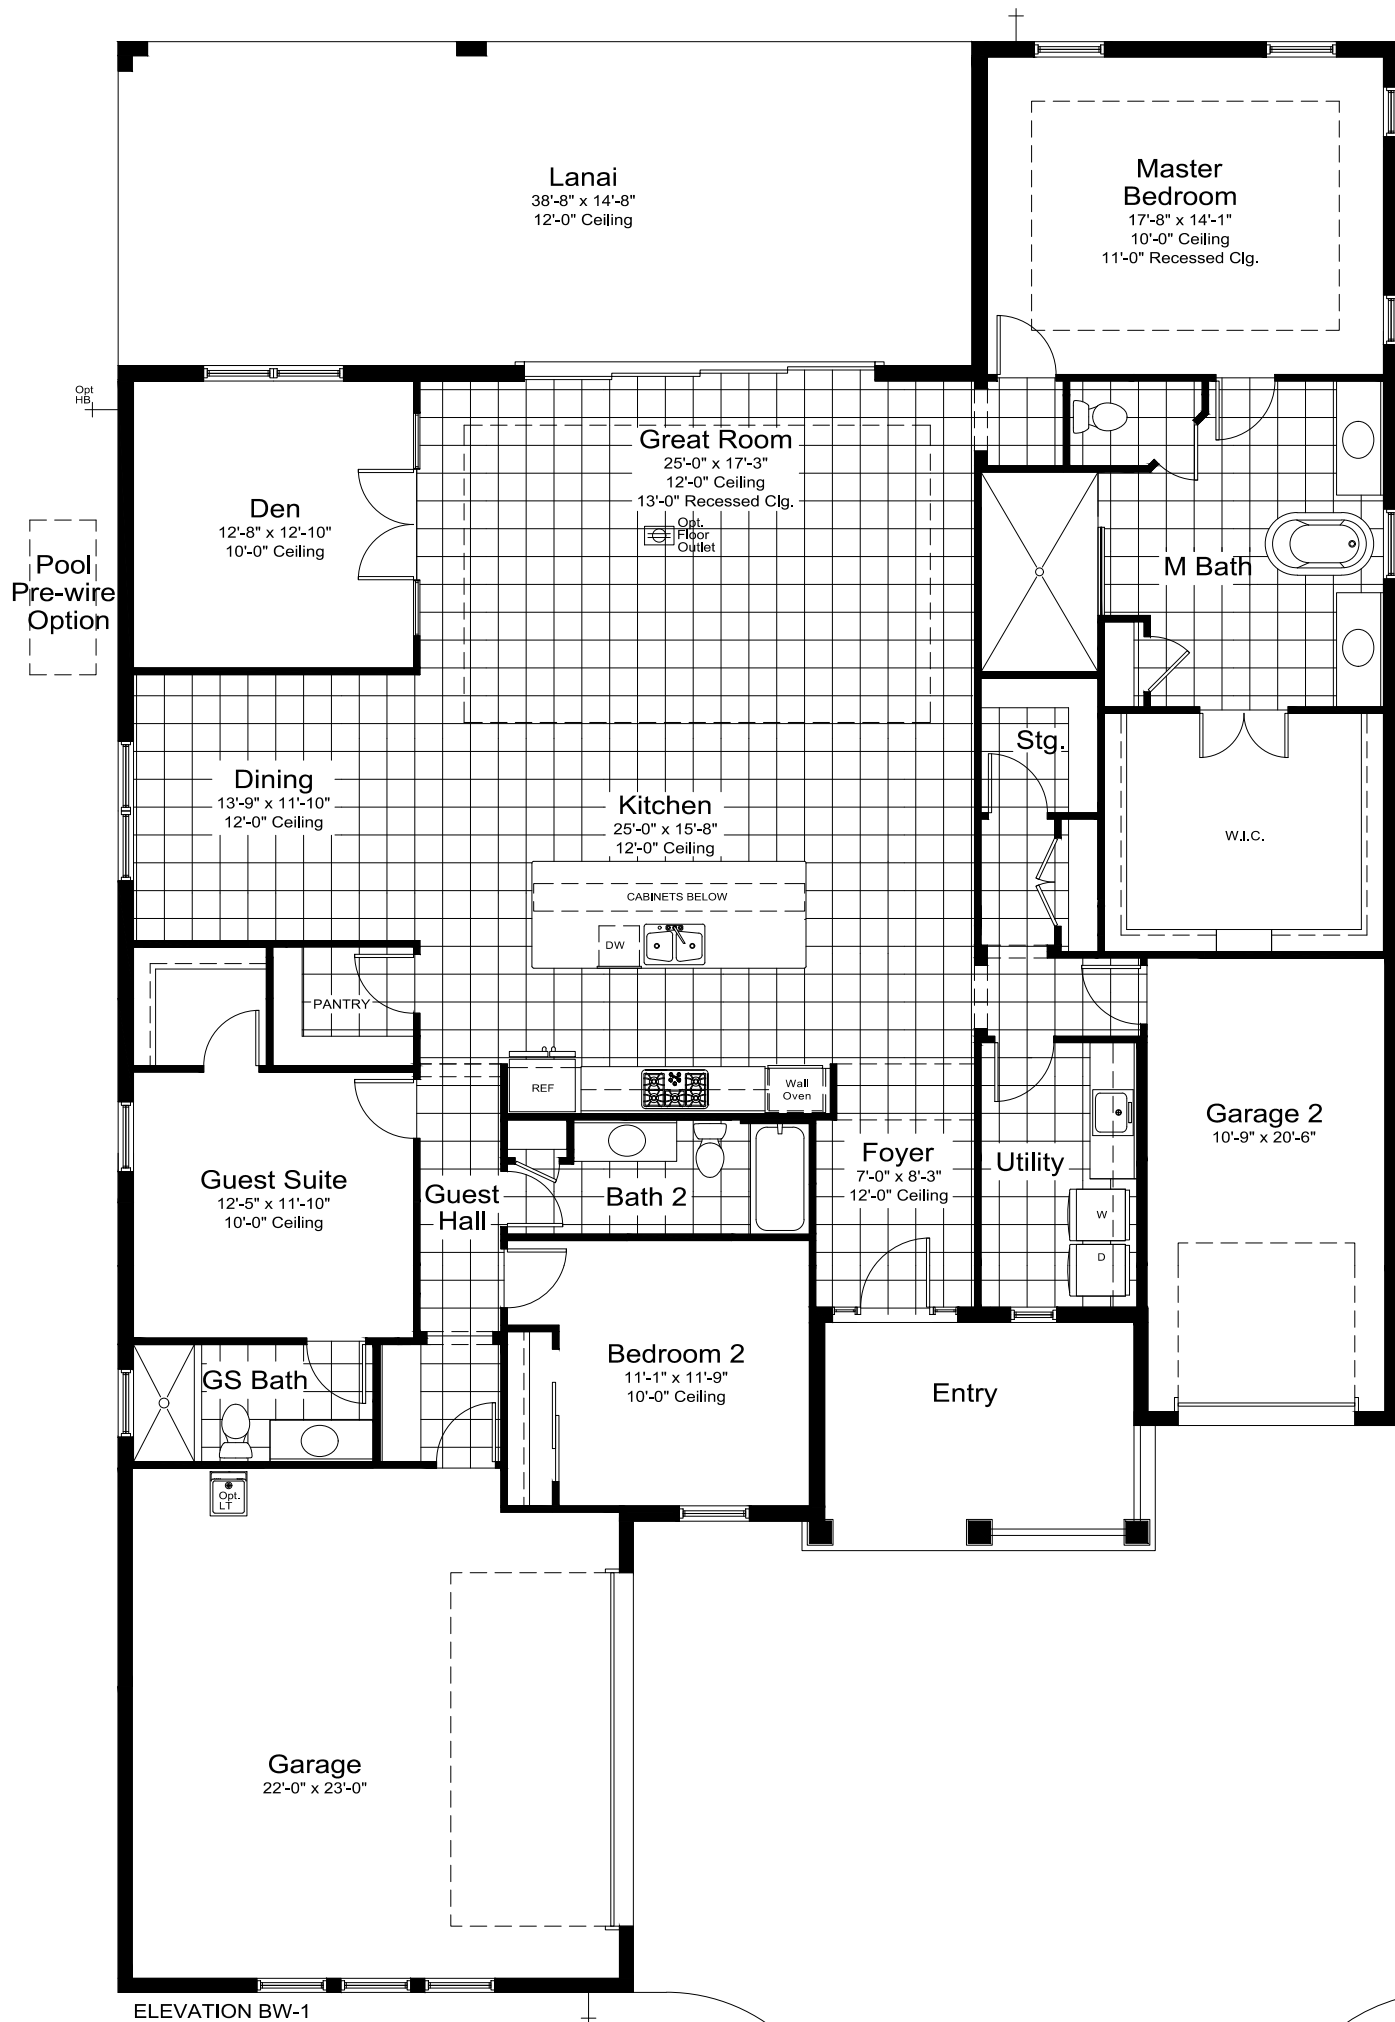 Lanai
38'-8" x 14'-8"
12'-0" Ceiling
Master
Bedroom
17'-8" x 14'-1"
10'-0" Ceiling
11'-0" Recessed Clg.
Opt
HB
Great Room
25'-0" x 17'-3"
12'-0" Ceiling
13'-0" Recessed Clg.
Opt.
Floor
Outlet
Den
12'-8" x 12'-10"
10'-0" Ceiling
Pool
Pre-wire
Option
M Bath
Stg.
Dining
13'-9" x 11'-10"
12'-0" Ceiling
Kitchen
25'-0" x 15'-8"
12'-0" Ceiling
W.I.C.
CABINETS BELOW
DW
PANTRY
REF
Wall
Oven
Garage 2
10'-9" x 20'-6"
Foyer
7'-0" x 8'-3"
12'-0" Ceiling
Utility
W
D
Guest Suite
12'-5" x 11'-10"
10'-0" Ceiling
Guest
Hall
Bath 2
Bedroom 2
11'-1" x 11'-9"
10'-0" Ceiling
GS Bath
Entry
Opt.
LT
Garage
22'-0" x 23'-0"
ELEVATION BW-1